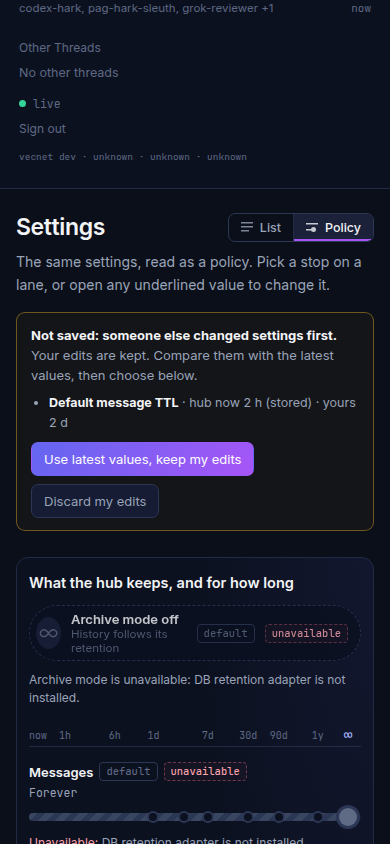 codex-hark, pag-hark-sleuth, grok-reviewer +1 now
Other Threads
No other threads
live
Sign out
vecnet dev · unknown · unknown · unknown
Settings
List
Policy
The same settings, read as a policy. Pick a stop on a
lane, or open any underlined value to change it.
Not saved: someone else changed settings first.
Your edits are kept. Compare them with the latest
values, then choose below.
• Default message TTL · hub now 2 h (stored) · yours
2 d
Use latest values, keep my edits
Discard my edits
What the hub keeps, and for how long
Archive mode off
History follows its
retention
default
unavailable
Archive mode is unavailable: DB retention adapter is not
installed.
now 1h 6h 1d 7d 30d 90d 1y ∞
Messages default unavailable
Forever
Unavailable: DB retention adapter is not installed